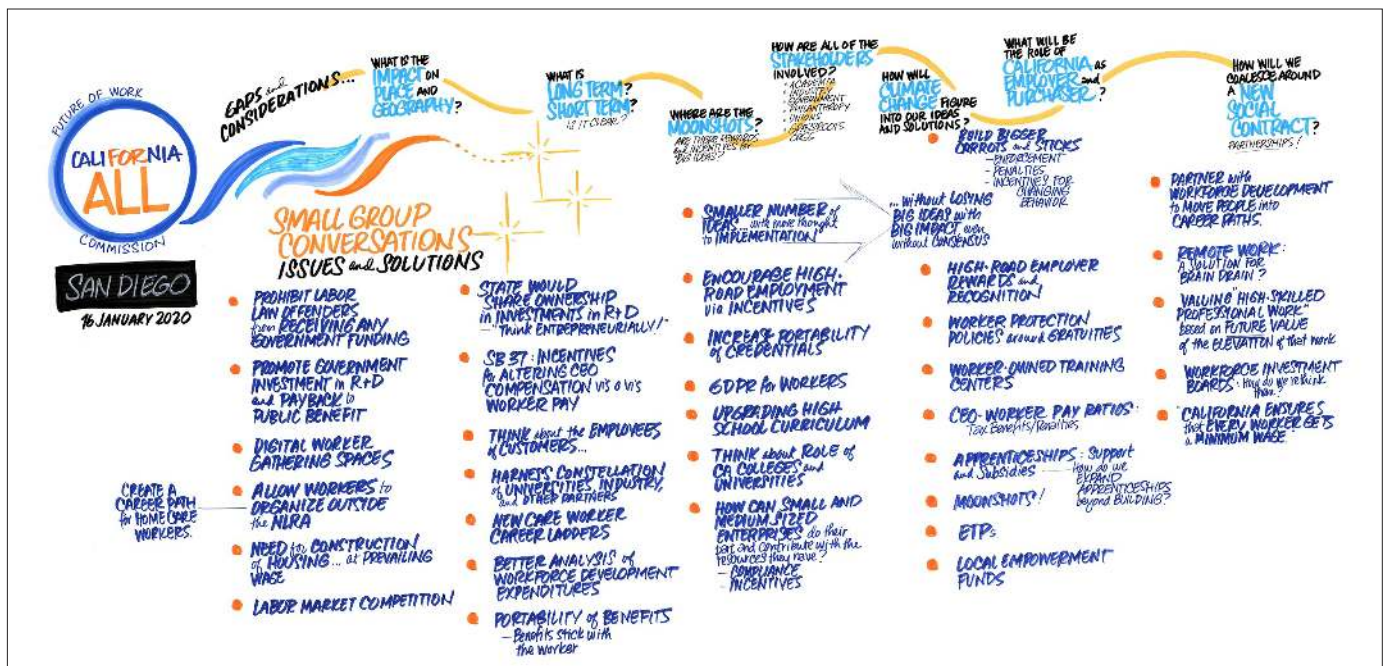 FUTURE OF WORK
CALIFORNIA
ALL
COMMISSION
SAN DIEGO
16 JANUARY 2020
GAPS and
CONSIDERATIONS...
WHAT IS THE
IMPACT ON
PLACE AND
GEOGRAPHY?
WHAT IS
LONG TERM?
SHORT TERM?
IS IT CLEAR?
WHERE ARE THE
MOONSHOTS?
ARE THERE REWARDS
and INCENTIVES for
BIG IDEAS?
HOW ARE ALL OF THE
STAKEHOLDERS
INVOLVED?
• ACADEMIA
• INDUSTRY
• GOVERNMENT
• PHILANTHROPY
• UNIONS
• GRASSROOTS
HOW WILL
CLIMATE
CHANGE FIGURE
INTO OUR IDEAS
AND SOLUTIONS?
WHAT WILL BE
THE ROLE OF
CALIFORNIA as
EMPLOYER and
PURCHASER?
HOW WILL WE
COALESCE AROUND
A NEW
SOCIAL
CONTRACT?
PARTNERSHIPS!
SMALL GROUP
CONVERSATIONS
ISSUES and SOLUTIONS
PROHIBIT LABOR
LAW OFFENDERS
from RECEIVING ANY
GOVERNMENT FUNDING
PROMOTE GOVERNMENT
INVESTMENT in R+D
and PAYBACK to
PUBLIC BENEFIT
DIGITAL WORKER
GATHERING SPACES
ALLOW WORKERS to
ORGANIZE OUTSIDE
the NLRA
CREATE A
CAREER PATH
for HOME CARE
WORKERS.
NEED for CONSTRUCTION
of HOUSING... at PREVAILING
WAGE
LABOR MARKET COMPETITION
STATE WOULD
SHARE OWNERSHIP
in INVESTMENTS in R+D
— "THINK ENTREPRENEURIALLY!"
SB 37: INCENTIVES
for ALTERING CEO
COMPENSATION vis a vis
WORKER PAY
THINK about the EMPLOYEES
of CUSTOMERS...
HARNESS CONSTELLATION
of UNIVERSITIES, INDUSTRY,
and OTHER PARTNERS
NEW CARE WORKER
CAREER LADDERS
BETTER ANALYSIS of
WORKFORCE DEVELOPMENT
EXPENDITURES
PORTABILITY of BENEFITS
— Benefits stick with
the worker
SMALLER NUMBER of
IDEAS... with more thought
to IMPLEMENTATION
... without LOSING
BIG IDEAS with
BIG IMPACT even
without CONSENSUS
ENCOURAGE HIGH-
ROAD EMPLOYMENT
via INCENTIVES
INCREASE PORTABILITY
of CREDENTIALS
GDPR for WORKERS
UPGRADING HIGH
SCHOOL CURRICULUM
THINK about ROLE of
CA COLLEGES and
UNIVERSITIES
HOW CAN SMALL AND
MEDIUM SIZED
ENTERPRISES do their
part and contribute with the
resources they have?
— COMPLIANCE
— INCENTIVES
BUILD BIGGER
CARROTS and STICKS
— ENFORCEMENT
— PENALTIES
— INCENTIVES FOR
CHANGING
BEHAVIOR
HIGH-ROAD EMPLOYER
REWARDS and
RECOGNITION
WORKER PROTECTION
POLICIES around GRATUITIES
WORKER-OWNED TRAINING
CENTERS
CEO-WORKER PAY RATIOS:
Tax Benefits/Penalties
APPRENTICESHIPS: Support
and Subsidies — How do we
EXPAND
APPRENTICESHIPS
beyond BUILDING?
MOONSHOTS!
ETPs
LOCAL EMPOWERMENT
FUNDS
PARTNER with
WORKFORCE DEVELOPMENT
to MOVE PEOPLE into
CAREER PATHS.
REMOTE WORK:
A SOLUTION FOR
BRAIN DRAIN?
VALUING "HIGH-SKILLED
PROFESSIONAL WORK"
based on FUTURE VALUE
of the ELEVATION of that work
WORKFORCE INVESTMENT
BOARDS: How do we rethink
them?
"CALIFORNIA ENSURES
that EVERY WORKER GETS
a MINIMUM WAGE"